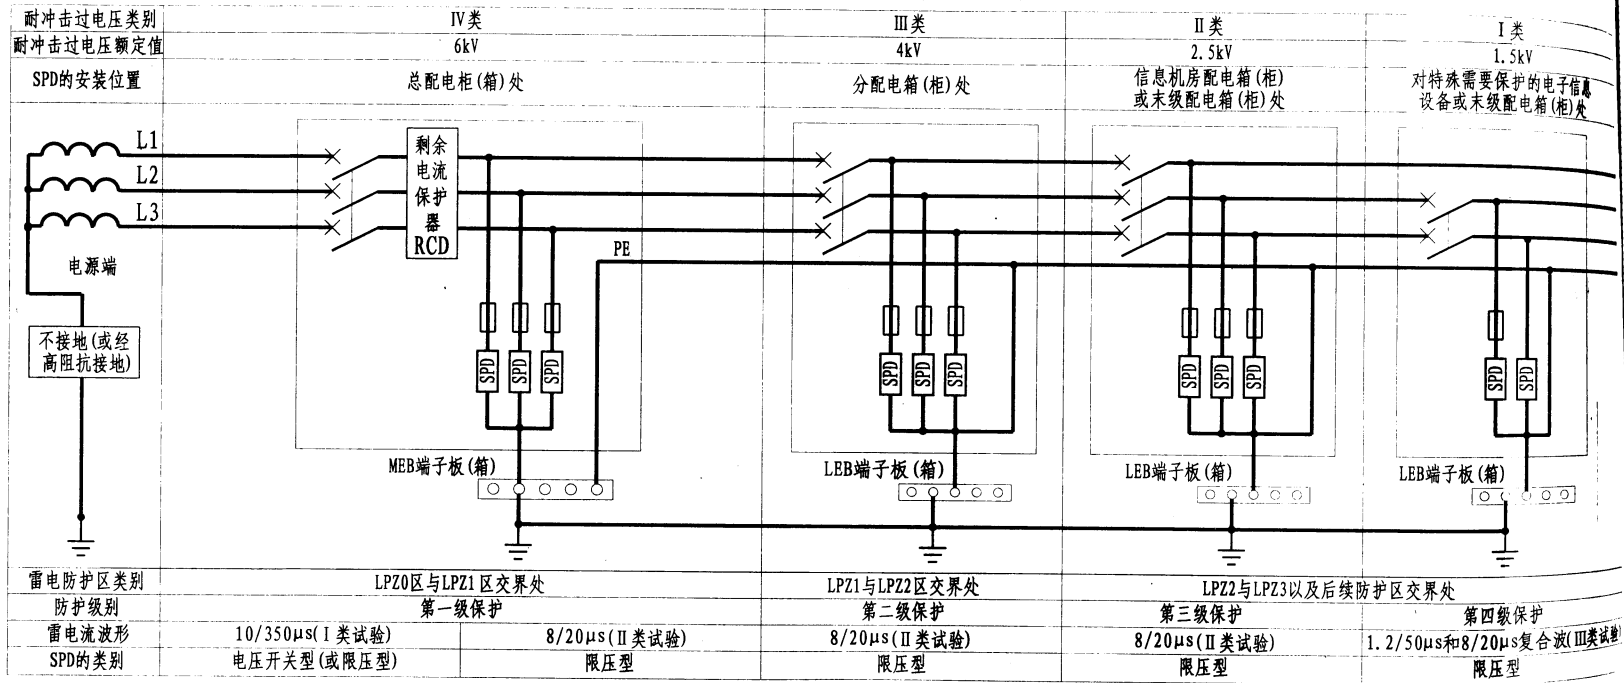 耐冲击过电压类别 IV类 III类 II类 I类
耐冲击过电压额定值 6kV 4kV 2.5kV 1.5kV
SPD的安装位置 总配电柜(箱)处 分配电箱(柜)处 信息机房配电箱(柜) 对特殊需要保护的电子信息
或末级配电箱(柜)处 设备或末级配电箱(柜)处
L1
L2
L3
电源端
不接地(或经
高阻抗接地)
剩余
电流
保护
器
RCD
PE
SPD SPD SPD
SPD SPD SPD
SPD SPD SPD
SPD SPD
MEB端子板(箱) LEB端子板(箱) LEB端子板(箱) LEB端子板(箱)
雷电防护区类别 LPZ0区与LPZ1区交界处 LPZ1与LPZ2区交界处 LPZ2与LPZ3以及后续防护区交界处
防护级别 第一级保护 第二级保护 第三级保护 第四级保护
雷电流波形 10/350μs(I类试验) 8/20μs(II类试验) 8/20μs(II类试验) 8/20μs(II类试验) 1.2/50μs和8/20μs复合波(III类试验)
SPD的类别 电压开关型(或限压型) 限压型 限压型 限压型 限压型